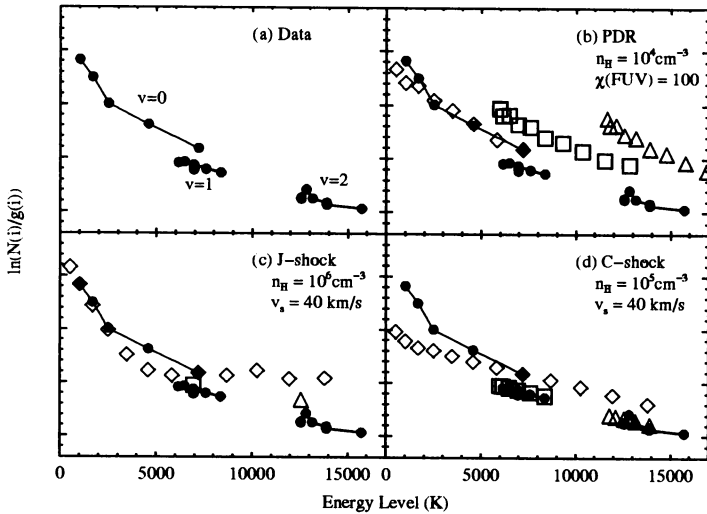 (a) Data
v=0
v=1
v=2
(b) PDR
n_H = 10^4cm^-3
χ(FUV) = 100
(c) J-shock
n_H = 10^6cm^-3
v_s = 40 km/s
(d) C-shock
n_H = 10^5cm^-3
v_s = 40 km/s
ln(N(i)/g(i))
0 5000 10000 15000 0 5000 10000 15000
Energy Level (K)